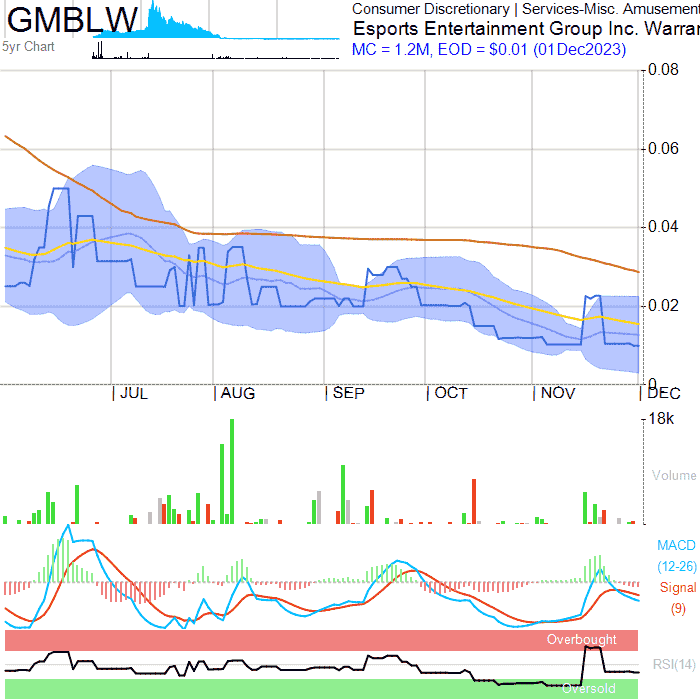 GMBLW
5yr Chart
Consumer Discretionary | Services-Misc. Amusement
Esports Entertainment Group Inc. Warrar
MC = 1.2M, EOD = $0.01 (01Dec2023)
0.08
0.06
0.04
0.02
0
JUL
AUG
SEP
OCT
NOV
DEC
18k
Volume
MACD
(12-26)
Signal
(9)
Overbought
RSI(14)
Oversold